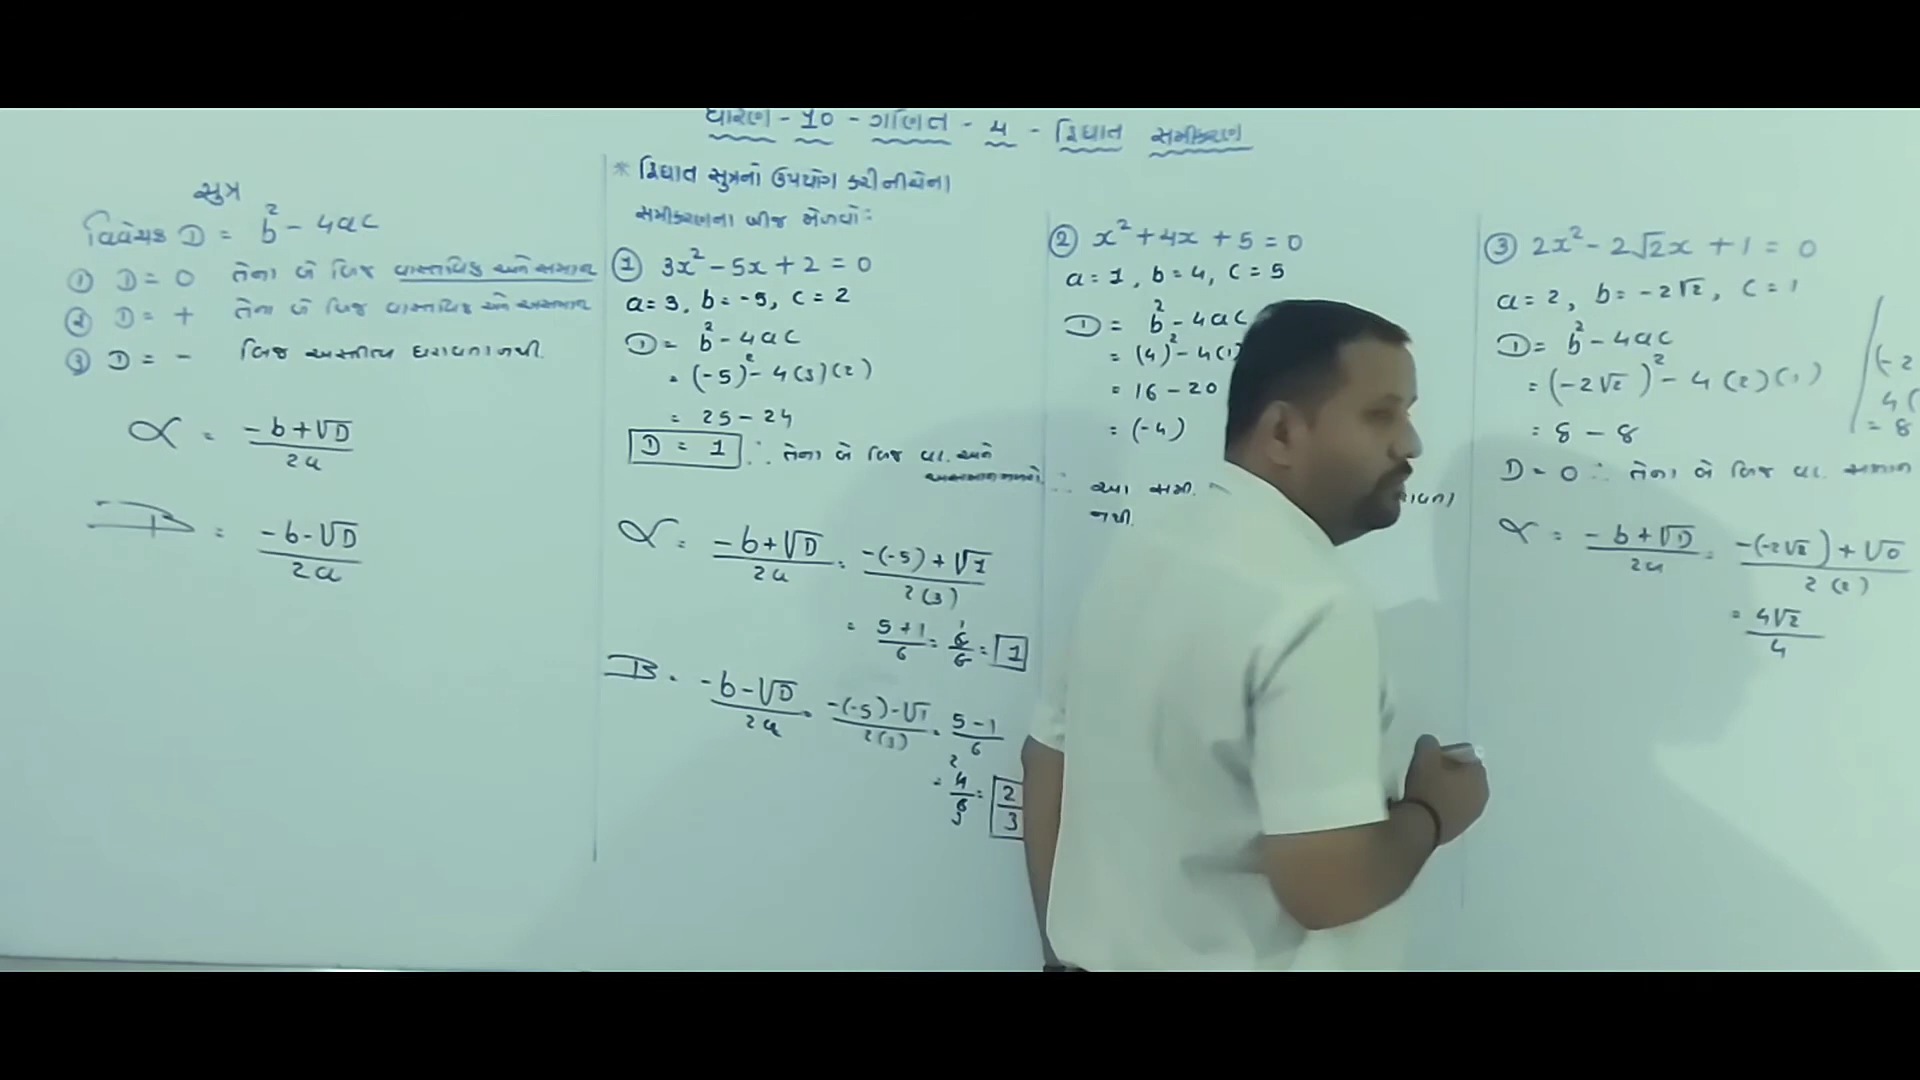 ધોરણ - 10 - ગણિત - 4 - દ્વિઘાત સમીકરણ
સુત્ર
વિવેચક D = b² - 4ac
① D = 0 તેના બે બિજ વાસ્તવિક અને સમાન
② D = + તેના બે બિજ વાસ્તવિક અને અસમાન
③ D = - બિજ અસ્તીત્વ ધરાવતા નથી.
α = (-b+√D)/2a
β = (-b-√D)/2a
* દ્વિઘાત સુત્રનો ઉપયોગ કરી નીચેના
સમીકરણના બીજ મેળવો:
① 3x² - 5x + 2 = 0
a = 3, b = -5, c = 2
D = b² - 4ac
= (-5)² - 4(3)(2)
= 25 - 24
D = 1 ∴ તેના બે બિજ વા. અને
અસમાન મળશે.
α = (-b+√D)/2a = (-(-5)+√1)/2(3)
= (5+1)/6 = 6/6 = 1
β = (-b-√D)/2a = (-(-5)-√1)/2(3) = (5-1)/6
= 4/6 = 2/3
② x² + 4x + 5 = 0
a = 1, b = 4, c = 5
D = b² - 4ac
= (4)² - 4(1)
= 16 - 20
= (-4)
∴ આ સમી.
નથી.
③ 2x² - 2√2x + 1 = 0
a = 2, b = -2√2, c = 1
D = b² - 4ac
= (-2√2)² - 4(2)(1)
= 8 - 8
D = 0 ∴ તેના બે બિજ વા. સમાન
α = (-b+√D)/2a = (-(-2√2)+√0)/2(2)
= 4√2/4
(-2
4(
= 8